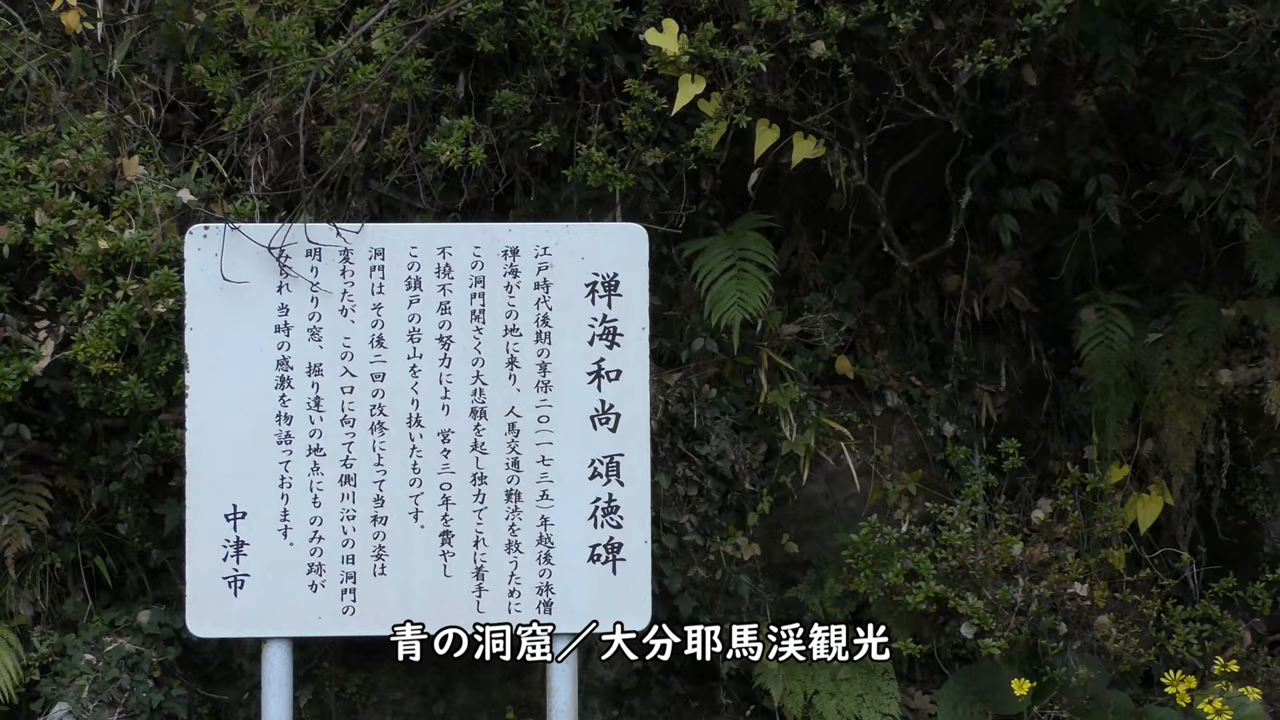 禅海和尚 頌徳碑
江戸時代後期の享保二〇(一七三五)年越後の旅僧
禅海がこの地に来り、人馬交通の難渋を救うために
この洞門開さくの大悲願を起し独力でこれに着手し
不撓不屈の努力により 営々三〇年を費やし
この鎖戸の岩山をくり抜いたものです。
洞門は その後二回の改修によって当初の姿は
変わったが、この入口に向って右側川沿いの旧洞門の
明りとりの窓、掘り違いの地点にも のみの跡が
みられ 当時の感激を物語っております。
中津市
青の洞窟/大分耶馬渓観光